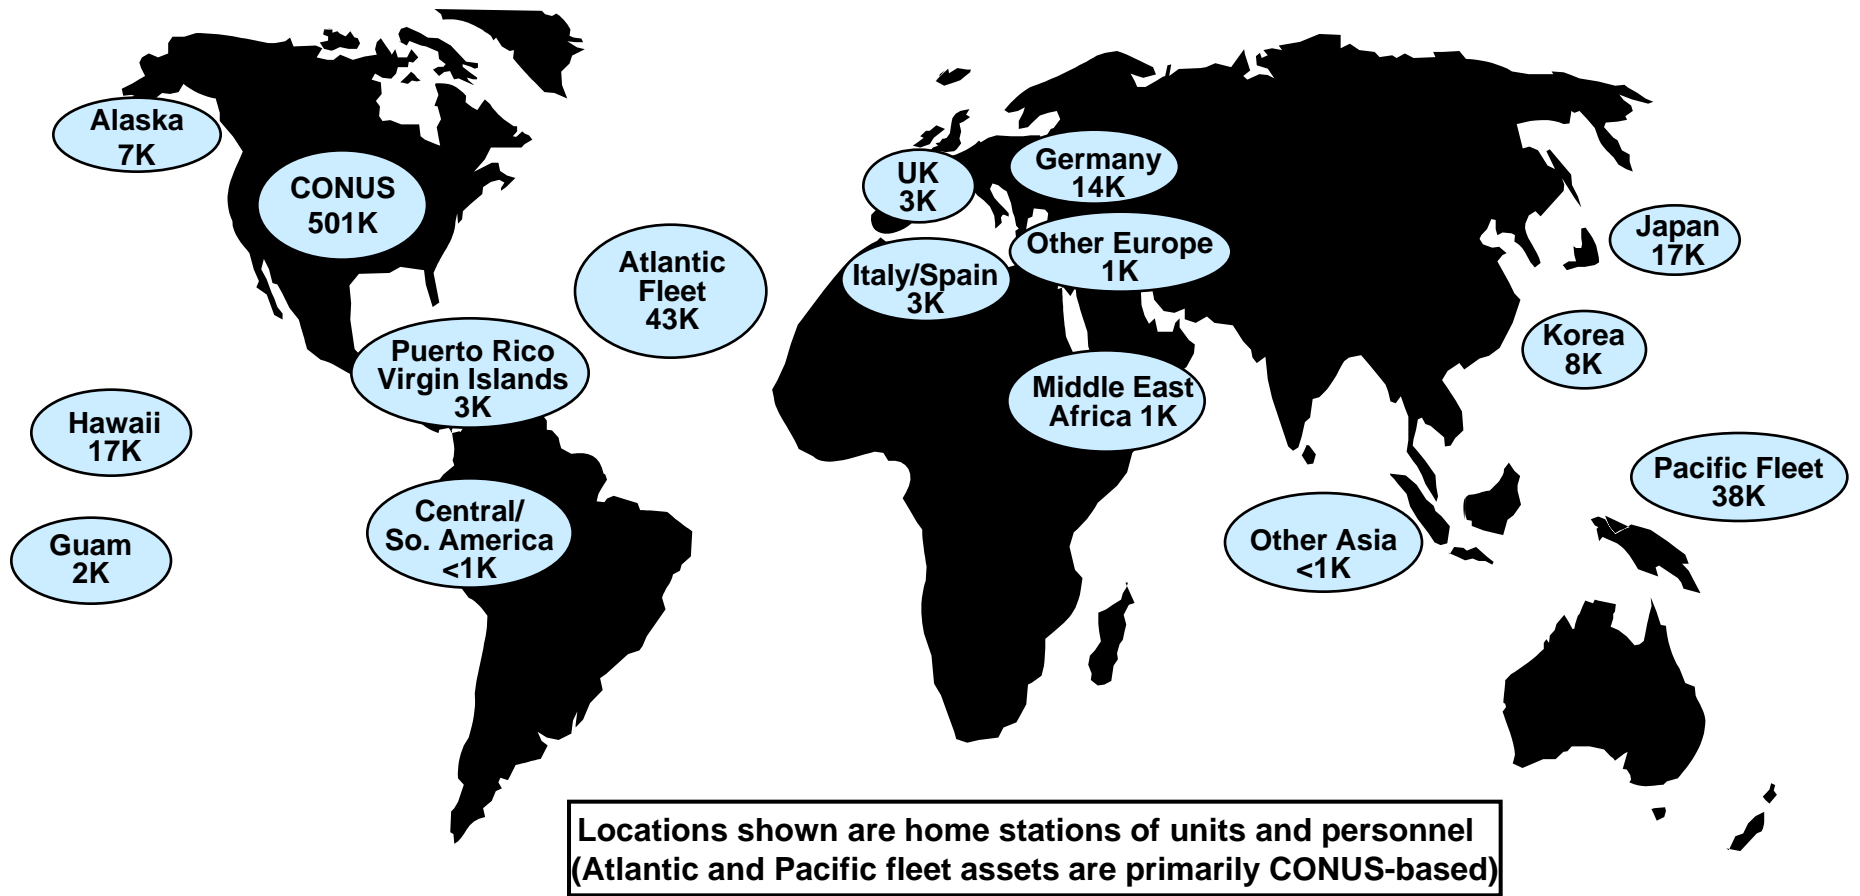 Alaska
7K
CONUS
501K
UK
3K
Germany
14K
Japan
17K
Other Europe
1K
Atlantic
Fleet
43K
Italy/Spain
3K
Korea
8K
Puerto Rico
Virgin Islands
3K
Middle East
Africa 1K
Hawaii
17K
Pacific Fleet
38K
Central/
So. America
<1K
Other Asia
<1K
Guam
2K
Locations shown are home stations of units and personnel
(Atlantic and Pacific fleet assets are primarily CONUS-based)